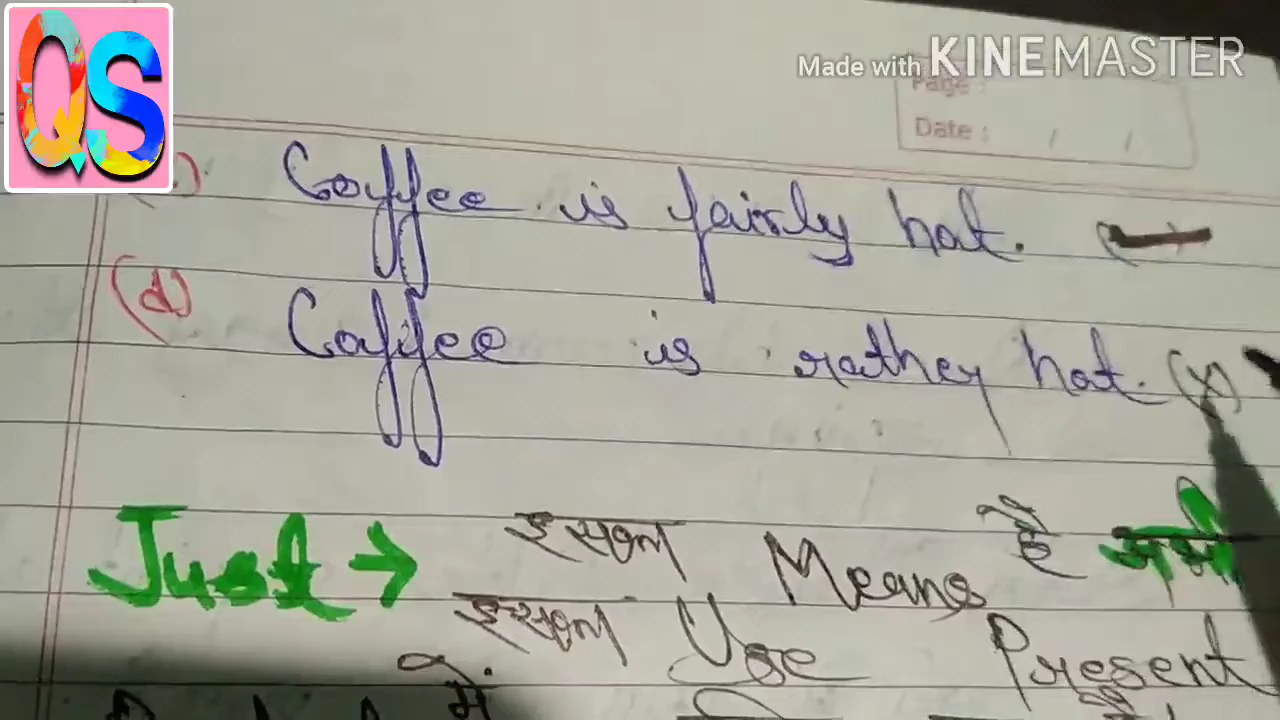 QS
Made with KINEMASTER
Page :
Date : / /
Coffee is fairly hot.
(d) Coffee is rather hot. (x)
Just → इसका Means है अभी
इसका Use Present
में